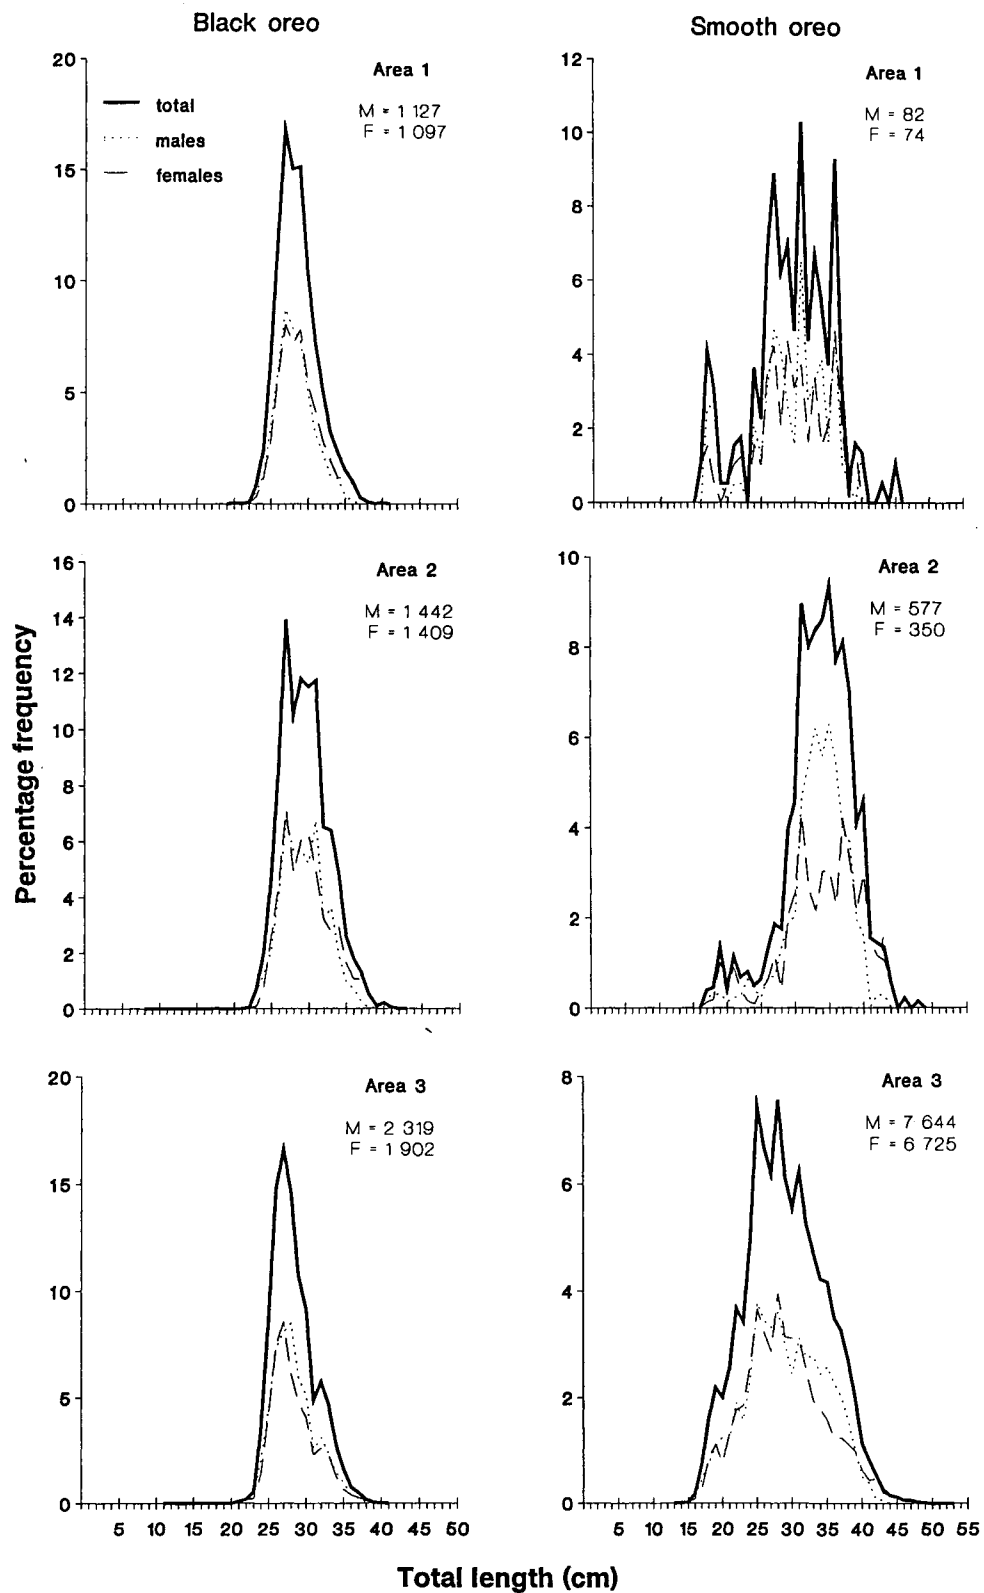 Black oreo
Smooth oreo
20
15
10
5
0
total
males
females
Area 1
M = 1 127
F = 1 097
12
10
8
6
4
2
0
Area 1
M = 82
F = 74
Percentage frequency
16
14
12
10
8
6
4
2
0
Area 2
M = 1 442
F = 1 409
10
8
6
4
2
0
Area 2
M = 577
F = 350
20
15
10
5
0
Area 3
M = 2 319
F = 1 902
5 10 15 20 25 30 35 40 45 50
8
6
4
2
0
Area 3
M = 7 644
F = 6 725
5 10 15 20 25 30 35 40 45 50 55
Total length (cm)